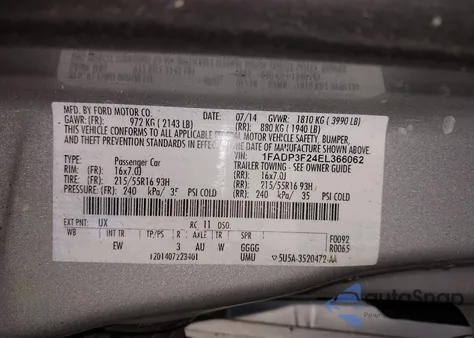 MFD. BY FORD MOTOR CO.
07/14
GVWR: 1810 KG ( 3990 LB)
GAWR: (FR): 972 KG ( 2143 LB)
(RR): 880 KG ( 1940 LB)
THIS VEHICLE CONFORMS TO ALL APPLICABLE FEDERAL MOTOR VEHICLE SAFETY, BUMPER,
AND THEFT PREVENTION STANDARDS IN EFFECT ON THE DATE OF MANUFACTURE SHOWN ABOVE.
VIN: 1FADP3F24EL366062
TYPE: Passenger Car
TRAILER TOWING - SEE OWNER GUIDE
RIM: (FR): 16x7.0J
(RR): 16x7.0J
TIRE: (FR): 215/55R16 93H
(RR): 215/55R16 93H
PRESSURE: (FR): 240 kPa/ 35 PSI COLD
(RR): 240 kPa/ 35 PSI COLD
EXT PNT: UX RC: 11 DSO:
WB INT TR TP/PS R AXLE TR SPR
EW 3 AU W GGGG
F0092
R0065
UMU
5U5A-3520472-AA
autoSnap